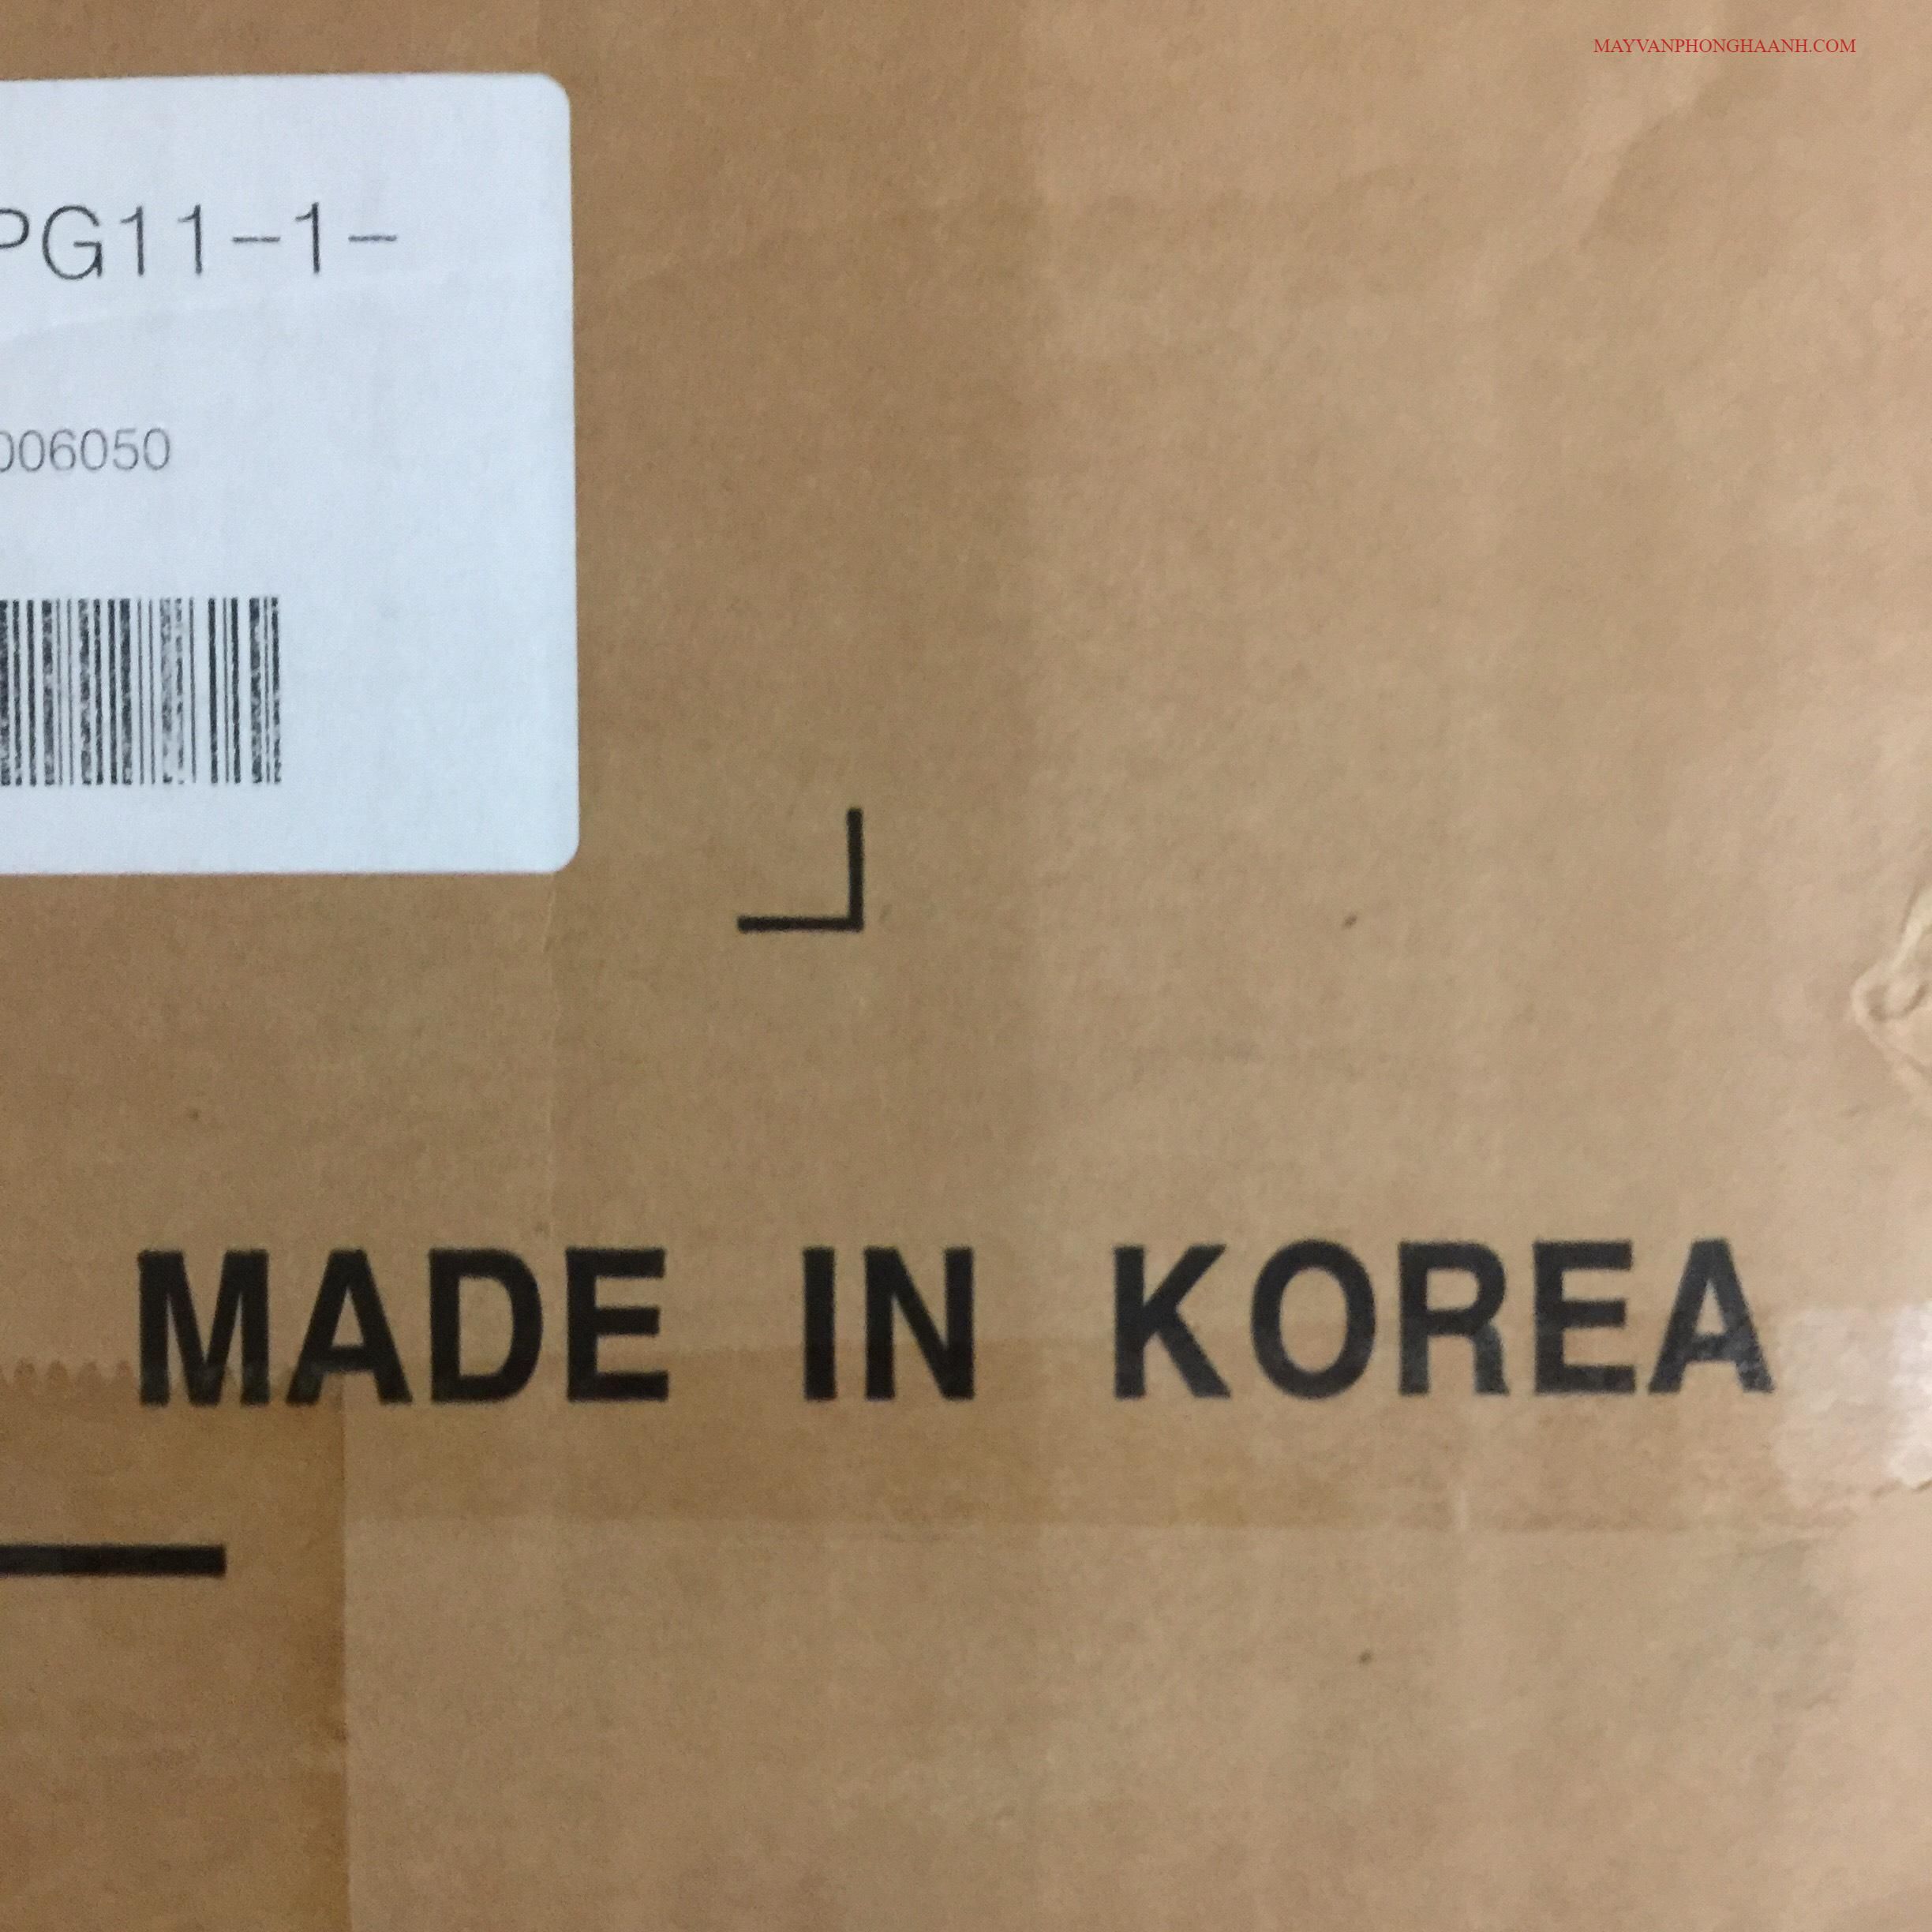 MAYVANPHONGHAANH.COM
PG11-1-
006050
MADE IN KOREA